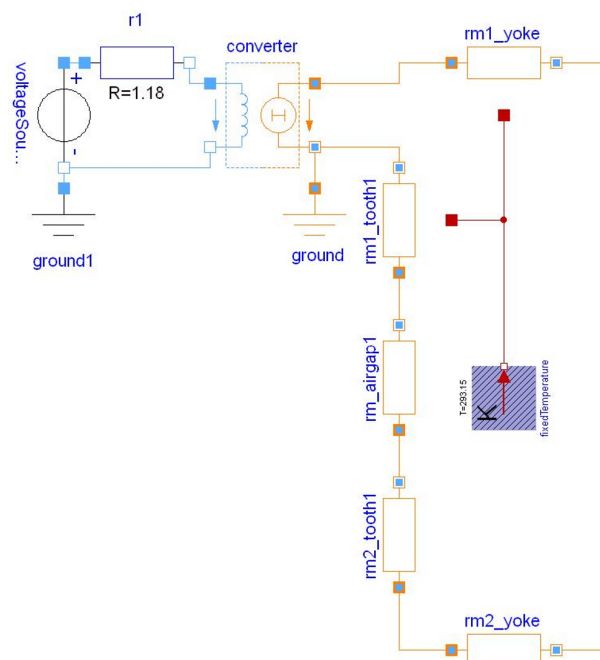 r1
converter
rm1_yoke
voltageSou...
+
R=1.18
-
ground1
ground
rm1_tooth1
rm_airgap1
T=293.15
K
fixedTemperature
rm2_tooth1
rm2_yoke